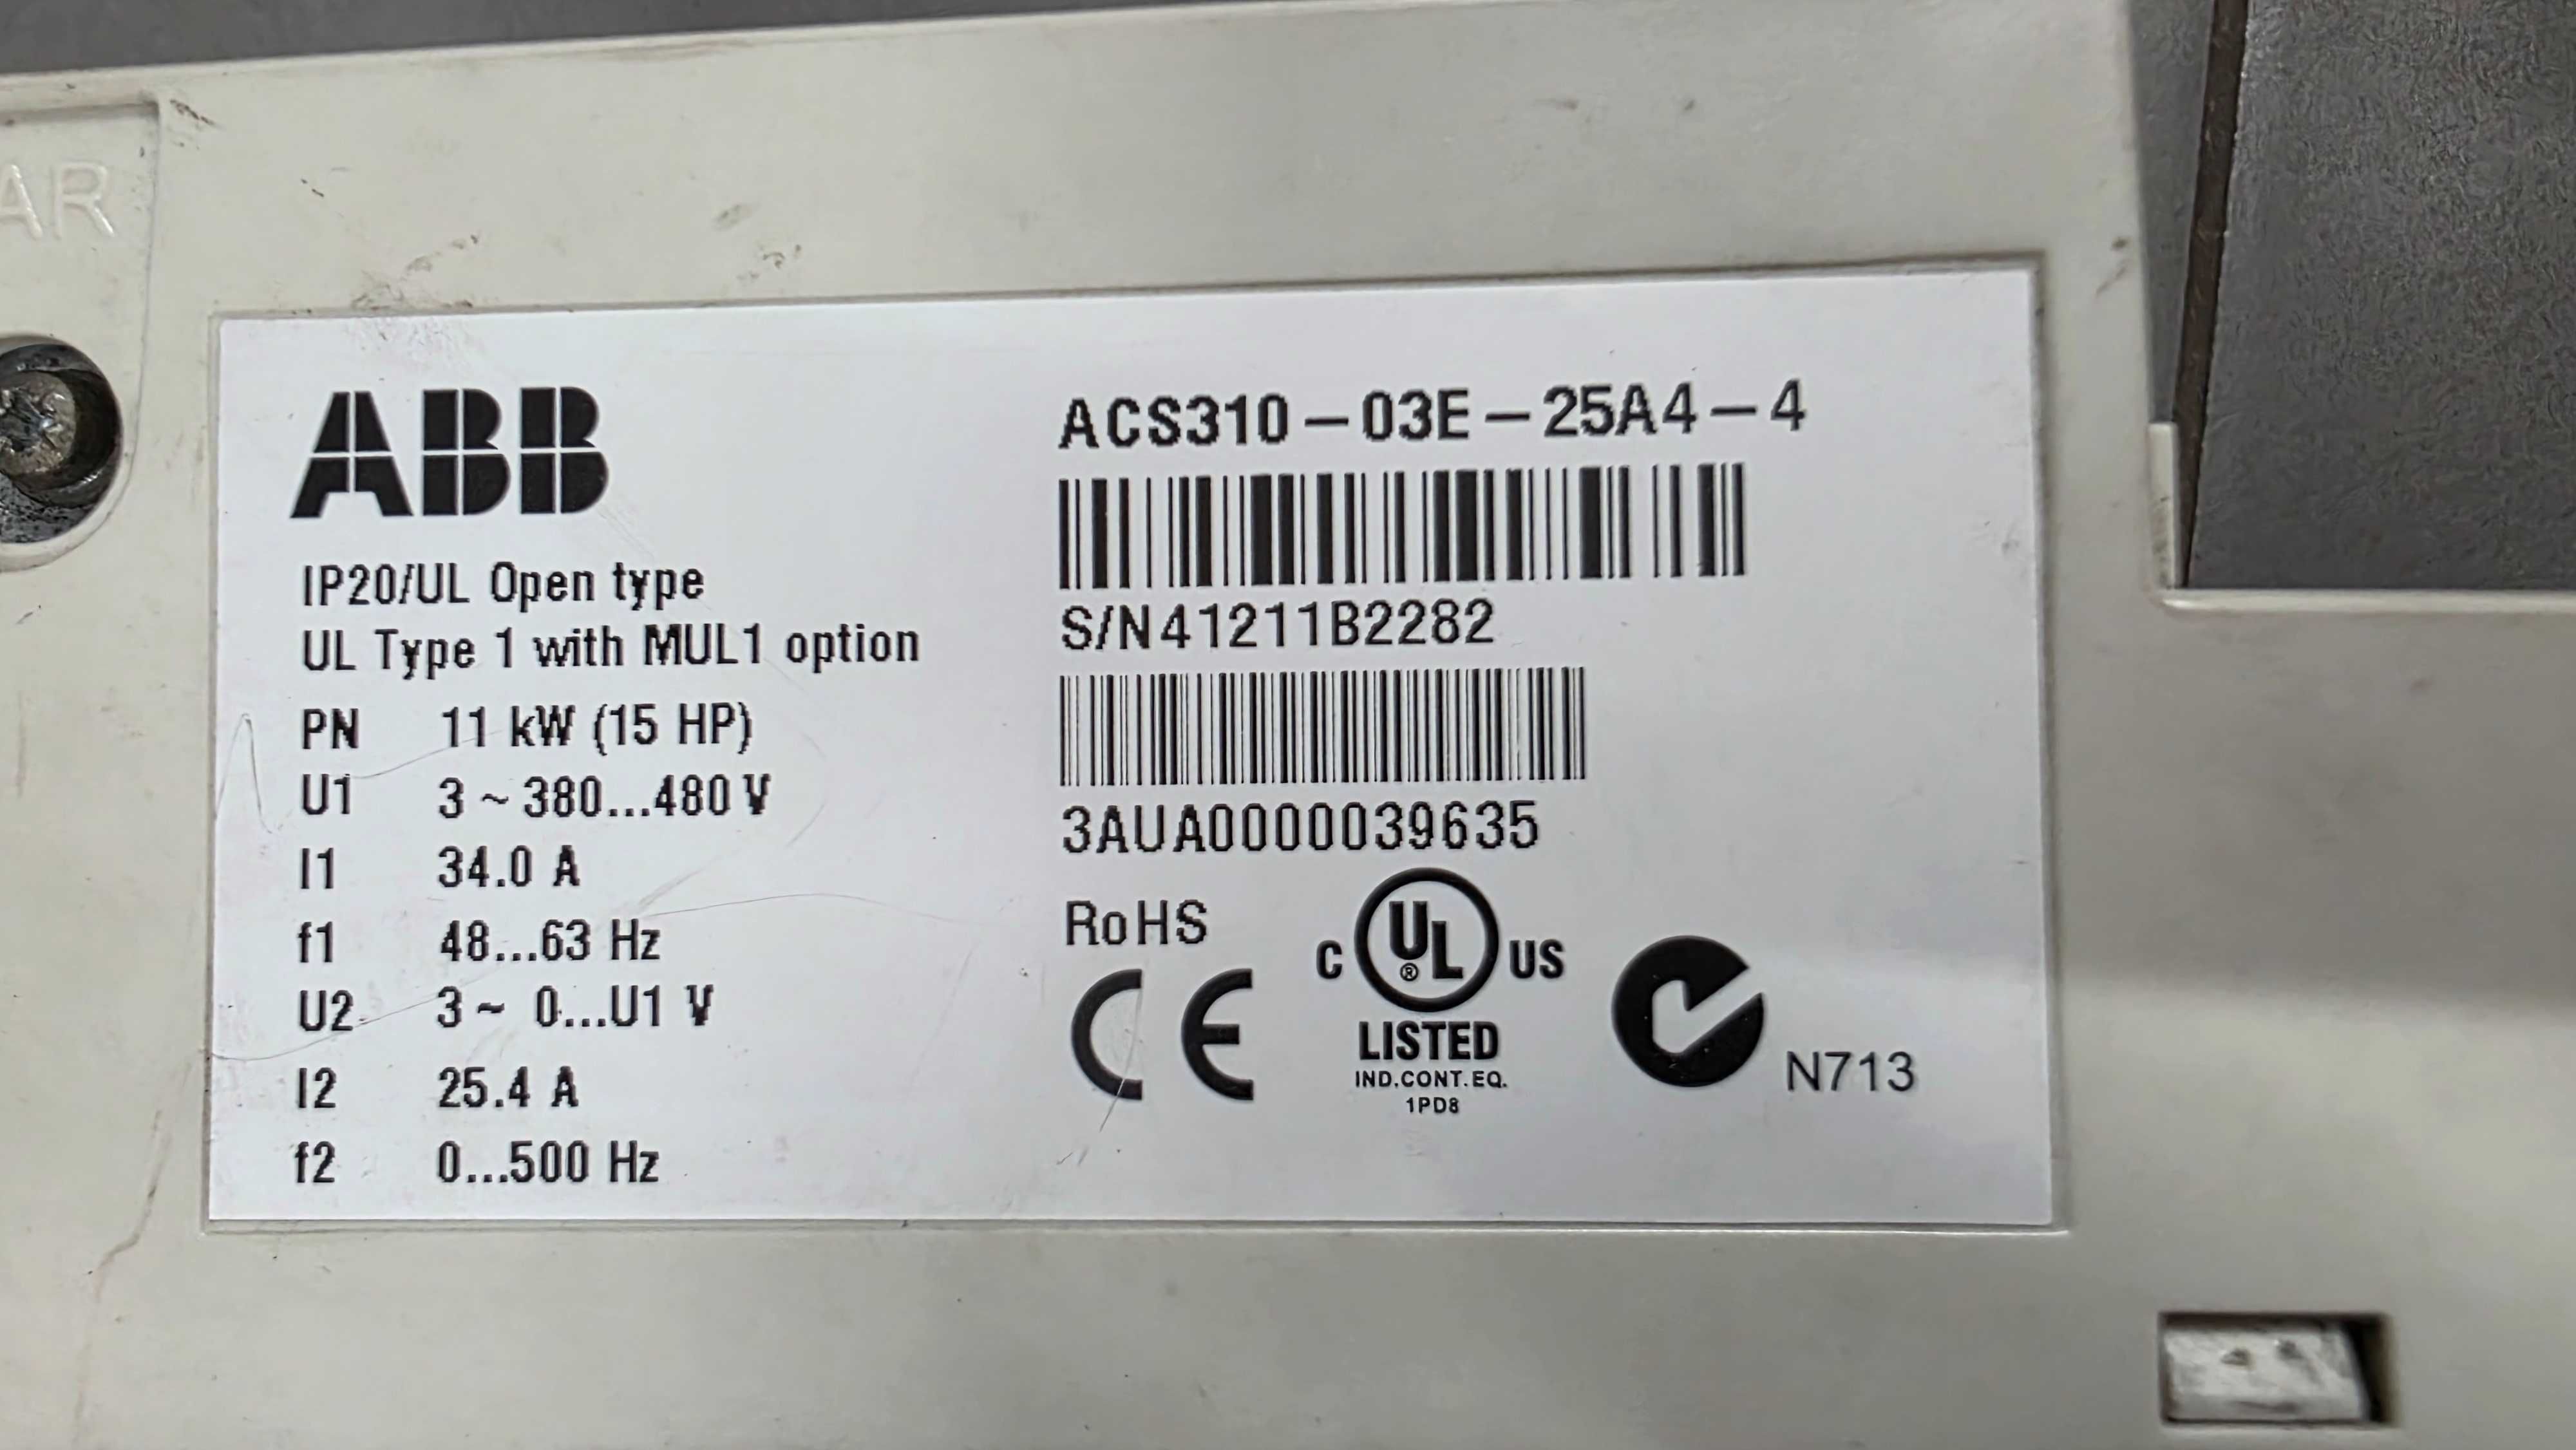 AR
ABB
IP20/UL Open type
UL Type 1 with MUL1 option
PN 11 kW (15 HP)
U1 3 ~ 380...480 V
I1 34.0 A
f1 48...63 Hz
U2 3 ~ 0...U1 V
I2 25.4 A
f2 0...500 Hz
ACS310-03E-25A4-4
S/N41211B2282
3AUA0000039635
RoHS
CE
C UL® US
LISTED
IND.CONT.EQ.
1PD8
N713